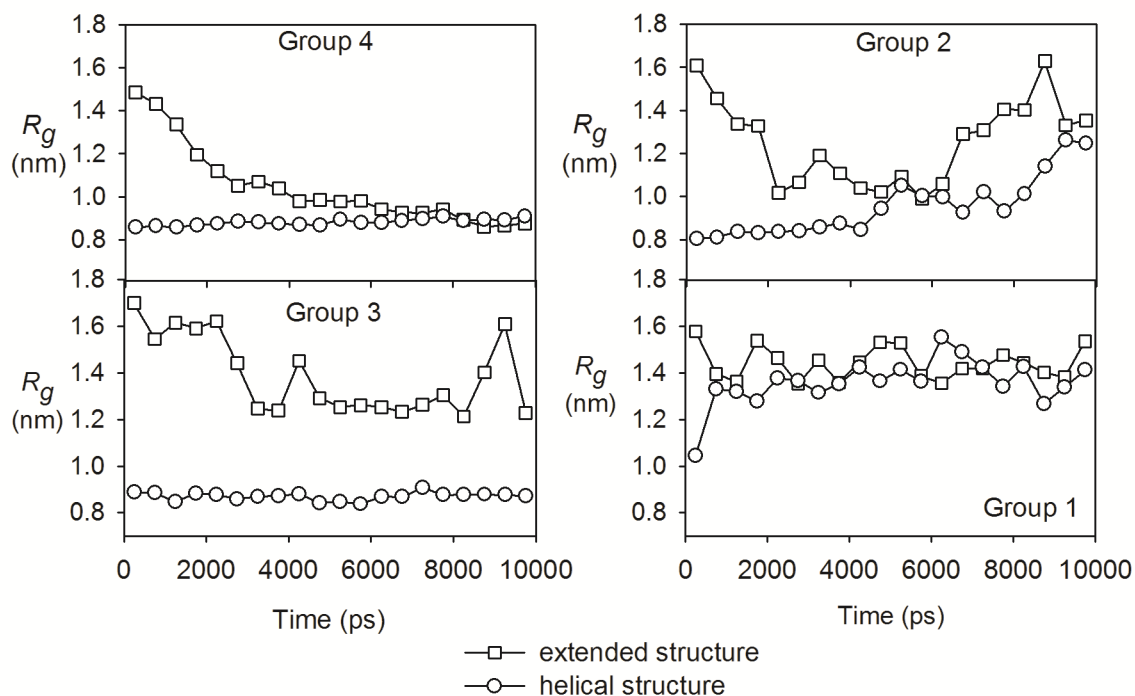 1.8
Group 4
1.6
1.4
Rg
(nm)
1.2
1.0
0.8
1.8
Group 2
1.6
1.4
Rg
(nm)
1.2
1.0
0.8
1.8
Group 3
1.6
1.4
Rg
(nm)
1.2
1.0
0.8
0 2000 4000 6000 8000 10000
Time (ps)
1.8
1.6
1.4
Rg
(nm)
1.2
1.0
0.8
Group 1
0 2000 4000 6000 8000 10000
Time (ps)
extended structure
helical structure